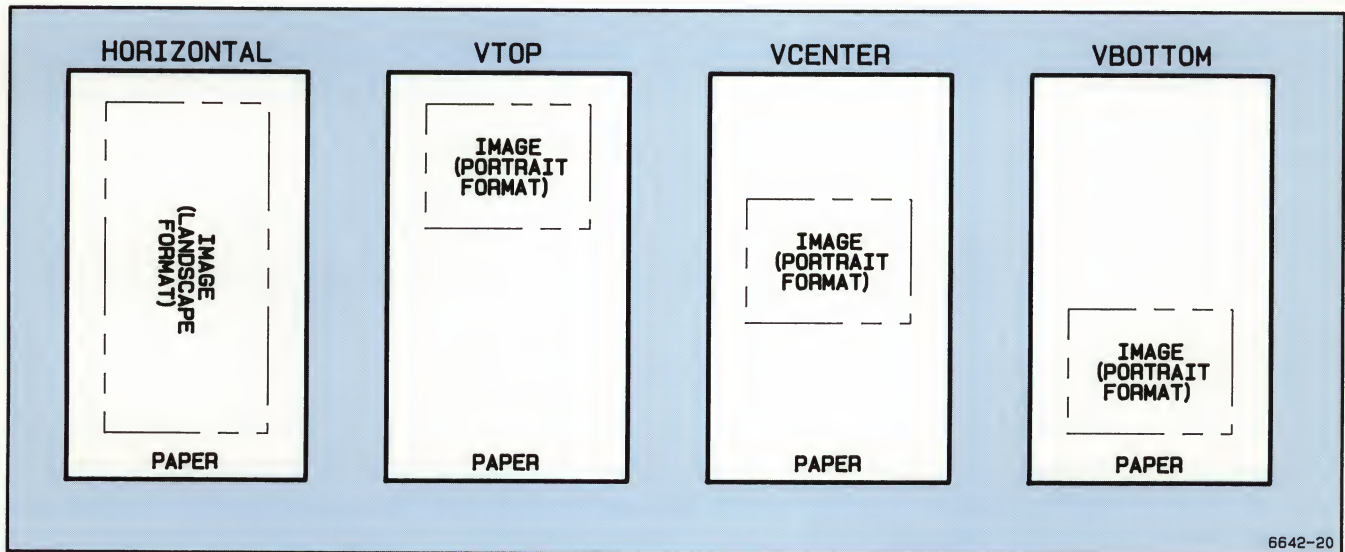 HORIZONTAL
IMAGE
(LANDSCAPE
FORMAT)
PAPER
VTOP
IMAGE
(PORTRAIT
FORMAT)
PAPER
VCENTER
IMAGE
(PORTRAIT
FORMAT)
PAPER
VBOTTOM
IMAGE
(PORTRAIT
FORMAT)
PAPER
6642-20